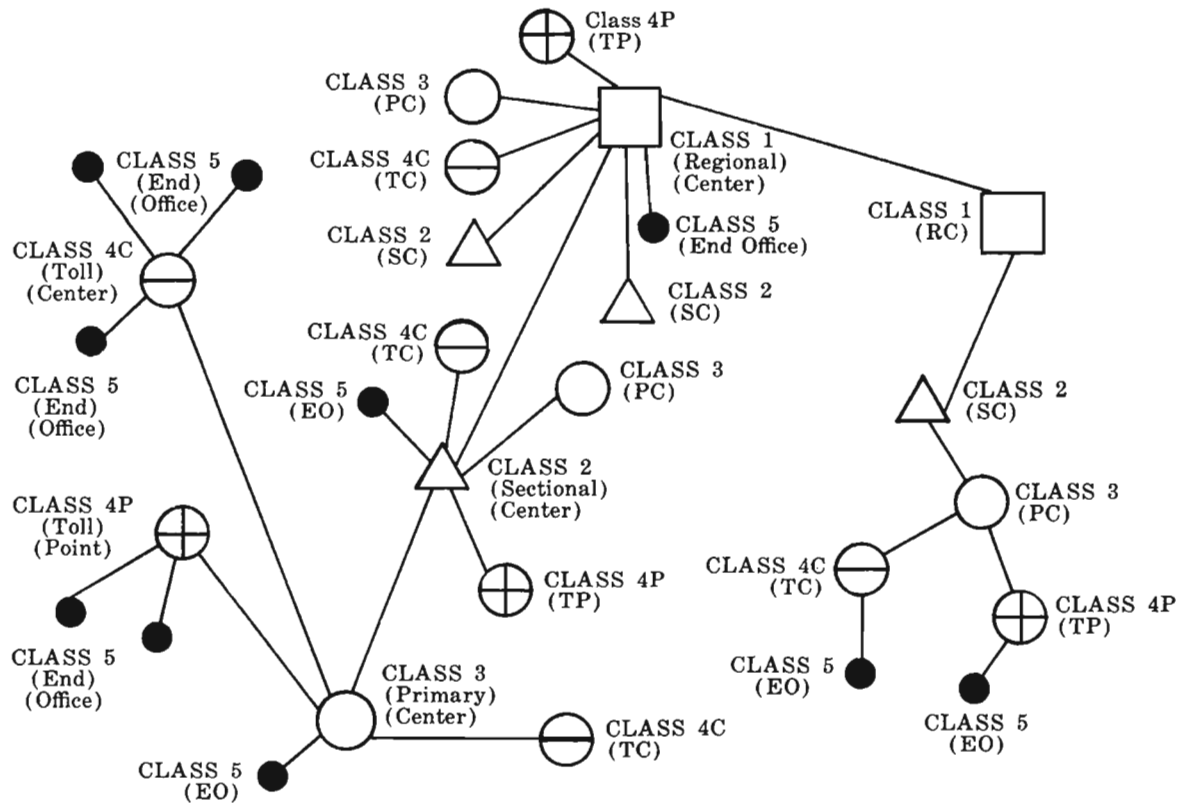 Class 4P
(TP)
CLASS 3
(PC)
CLASS 4C
(TC)
CLASS 2
(SC)
CLASS 1
(Regional)
(Center)
CLASS 5
(End Office)
CLASS 2
(SC)
CLASS 1
(RC)
CLASS 5
(End)
(Office)
CLASS 4C
(Toll)
(Center)
CLASS 5
(End)
(Office)
CLASS 4C
(TC)
CLASS 5
(EO)
CLASS 3
(PC)
CLASS 2
(Sectional)
(Center)
CLASS 4P
(TP)
CLASS 2
(SC)
CLASS 3
(PC)
CLASS 4C
(TC)
CLASS 4P
(TP)
CLASS 5
(EO)
CLASS 5
(EO)
CLASS 4P
(Toll)
(Point)
CLASS 5
(End)
(Office)
CLASS 3
(Primary)
(Center)
CLASS 4C
(TC)
CLASS 5
(EO)